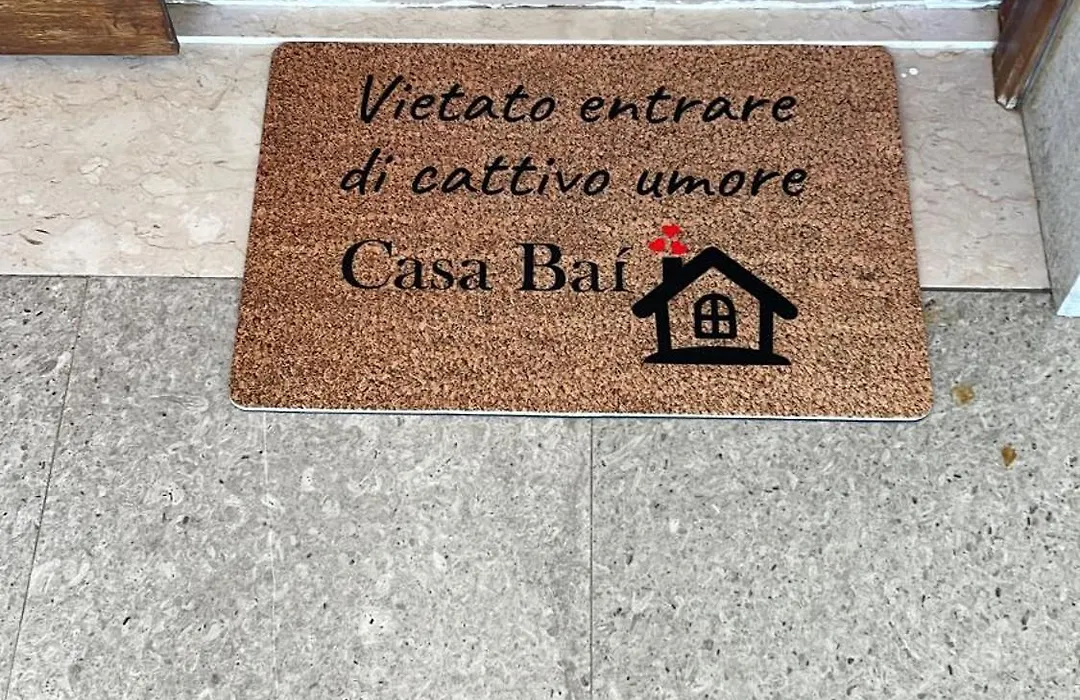 Vietato entrare
di cattivo umore
Casa Baí